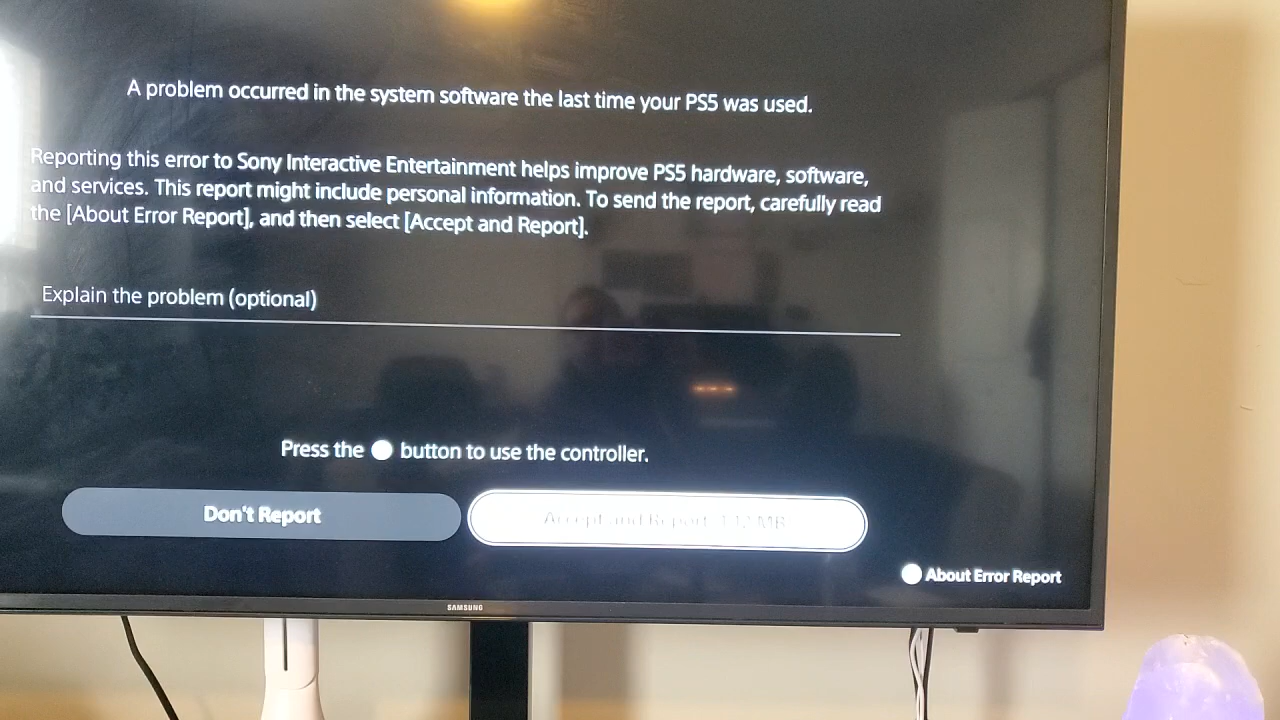 A problem occurred in the system software the last time your PS5 was used.
Reporting this error to Sony Interactive Entertainment helps improve PS5 hardware, software,
and services. This report might include personal information. To send the report, carefully read
the [About Error Report], and then select [Accept and Report].
Explain the problem (optional)
Press the button to use the controller.
Don't Report
Accept and Report
About Error Report
SAMSUNG